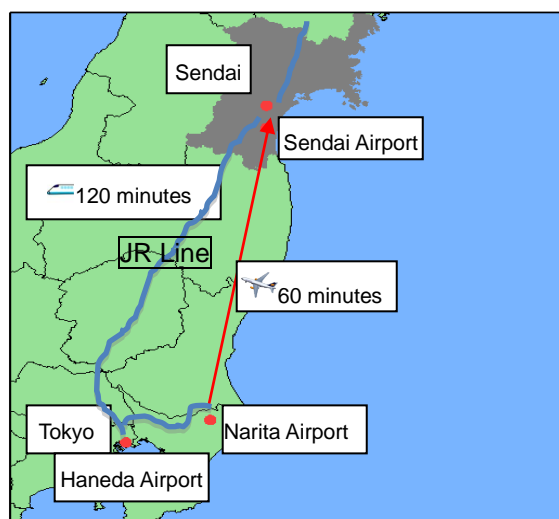 Sendai
Sendai Airport
120 minutes
JR Line
60 minutes
Tokyo
Narita Airport
Haneda Airport